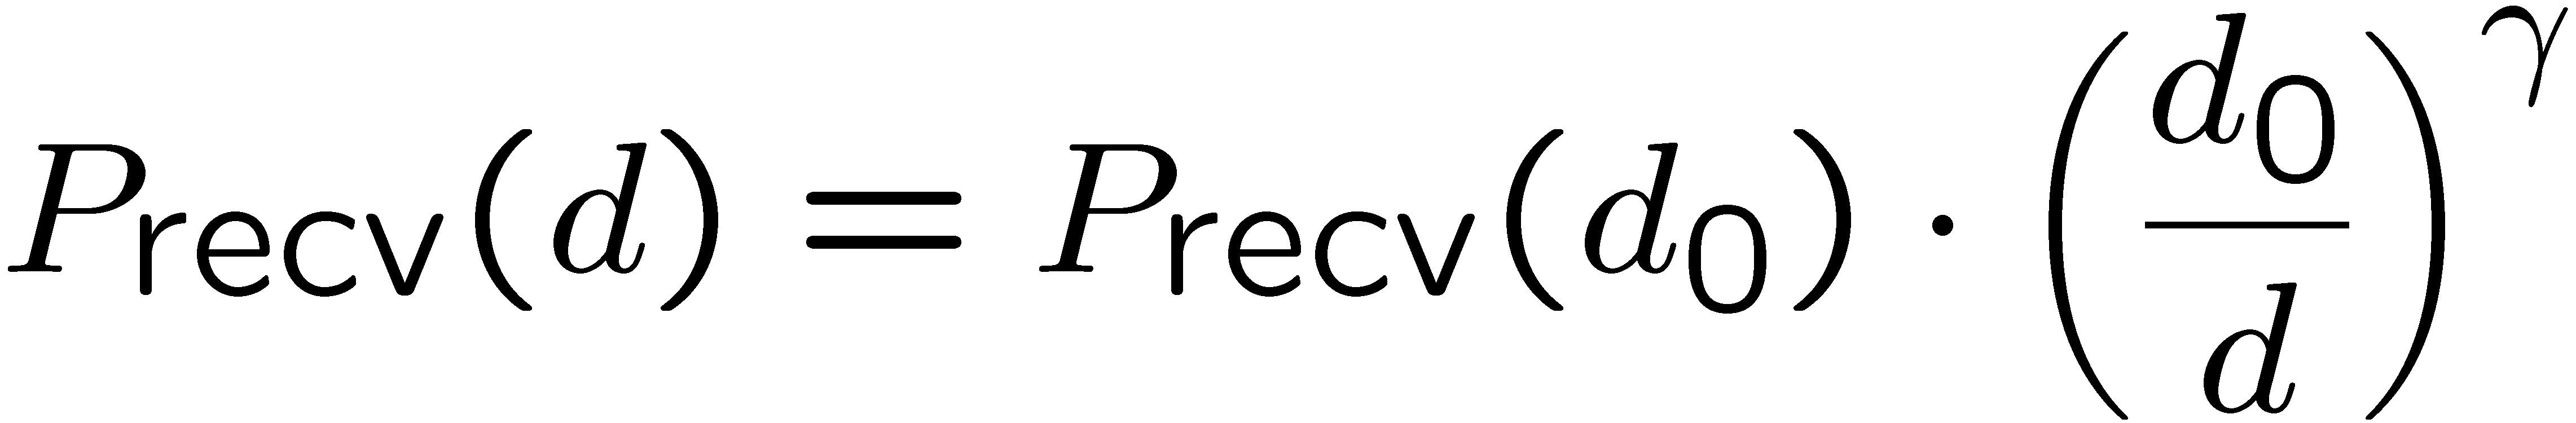 P_recv(d) = P_recv(d_0) · (d_0/d)^γ